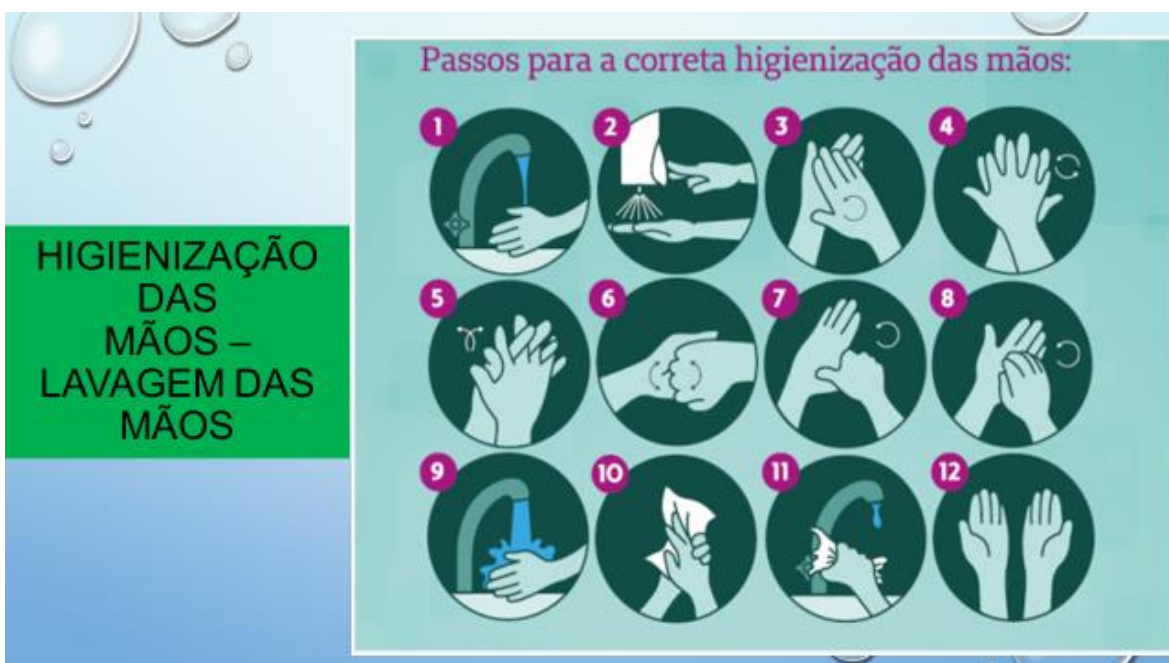 HIGIENIZAÇÃO
DAS
MÃOS –
LAVAGEM DAS
MÃOS
Passos para a correta higienização das mãos:
1
2
3
4
5
6
7
8
9
10
11
12